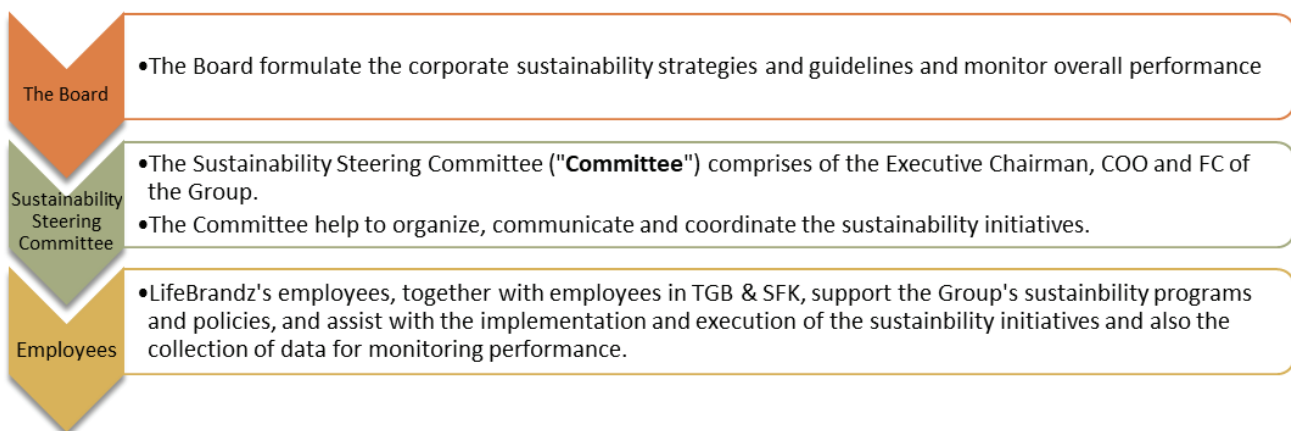 The Board
•The Board formulate the corporate sustainability strategies and guidelines and monitor overall performance
Sustainability
Steering
Committee
•The Sustainability Steering Committee ("Committee") comprises of the Executive Chairman, COO and FC of
the Group.
•The Committee help to organize, communicate and coordinate the sustainability initiatives.
Employees
•LifeBrandz's employees, together with employees in TGB & SFK, support the Group's sustainbility programs
and policies, and assist with the implementation and execution of the sustainbility initiatives and also the
collection of data for monitoring performance.